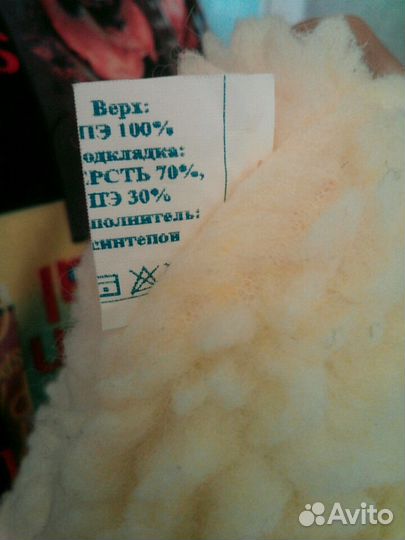 Верх:
ПЭ 100%
одкладка:
ЕРСТЬ 70%,
ПЭ 30%
полнитель:
синтепон
Avito